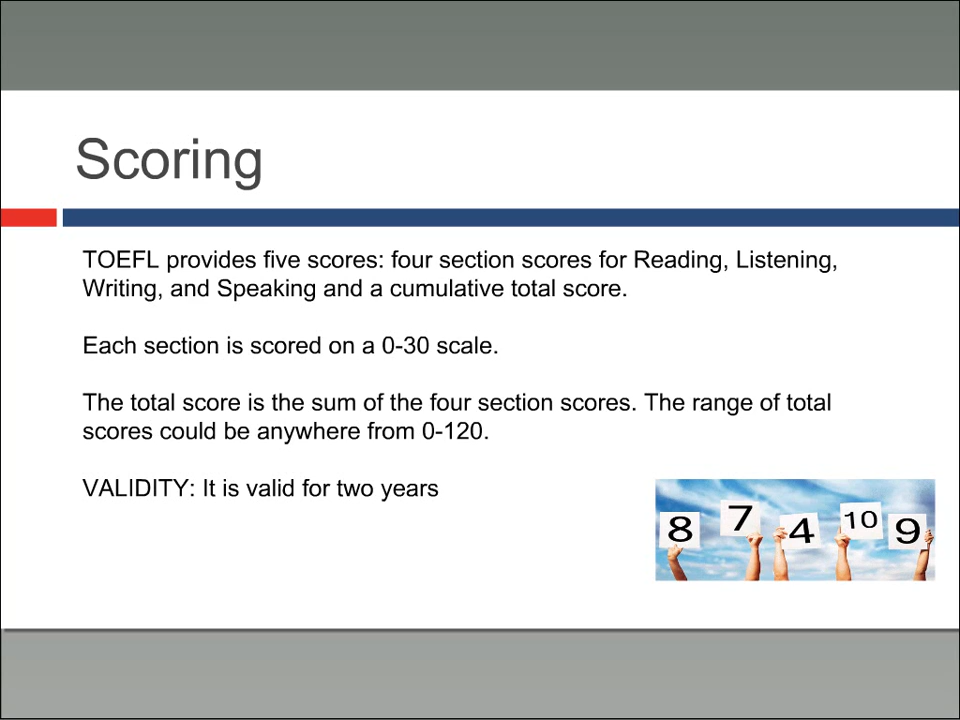 Scoring
TOEFL provides five scores: four section scores for Reading, Listening,
Writing, and Speaking and a cumulative total score.
Each section is scored on a 0-30 scale.
The total score is the sum of the four section scores. The range of total
scores could be anywhere from 0-120.
VALIDITY: It is valid for two years
8 7 4 10 9